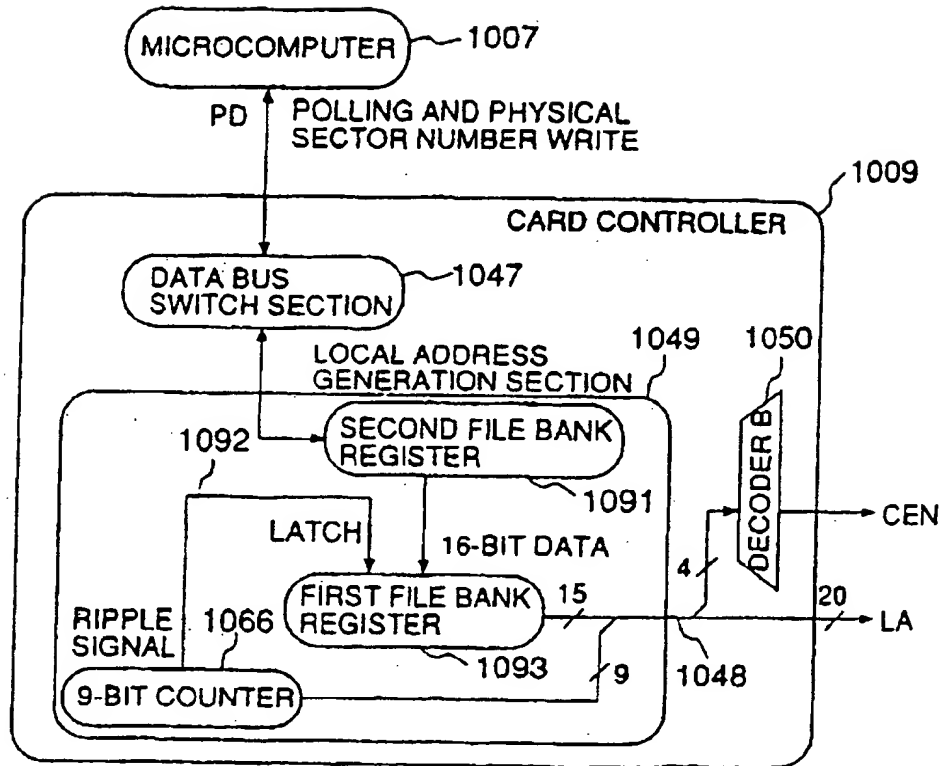 MICROCOMPUTER
1007
PD
POLLING AND PHYSICAL
SECTOR NUMBER WRITE
1009
CARD CONTROLLER
DATA BUS
SWITCH SECTION
1047
LOCAL ADDRESS
GENERATION SECTION
1049
1050
DECODER B
SECOND FILE BANK
REGISTER
1091
1092
LATCH
16-BIT DATA
CEN
4
FIRST FILE BANK
REGISTER
15
20
LA
RIPPLE
SIGNAL
1066
1093
9
1048
9-BIT COUNTER